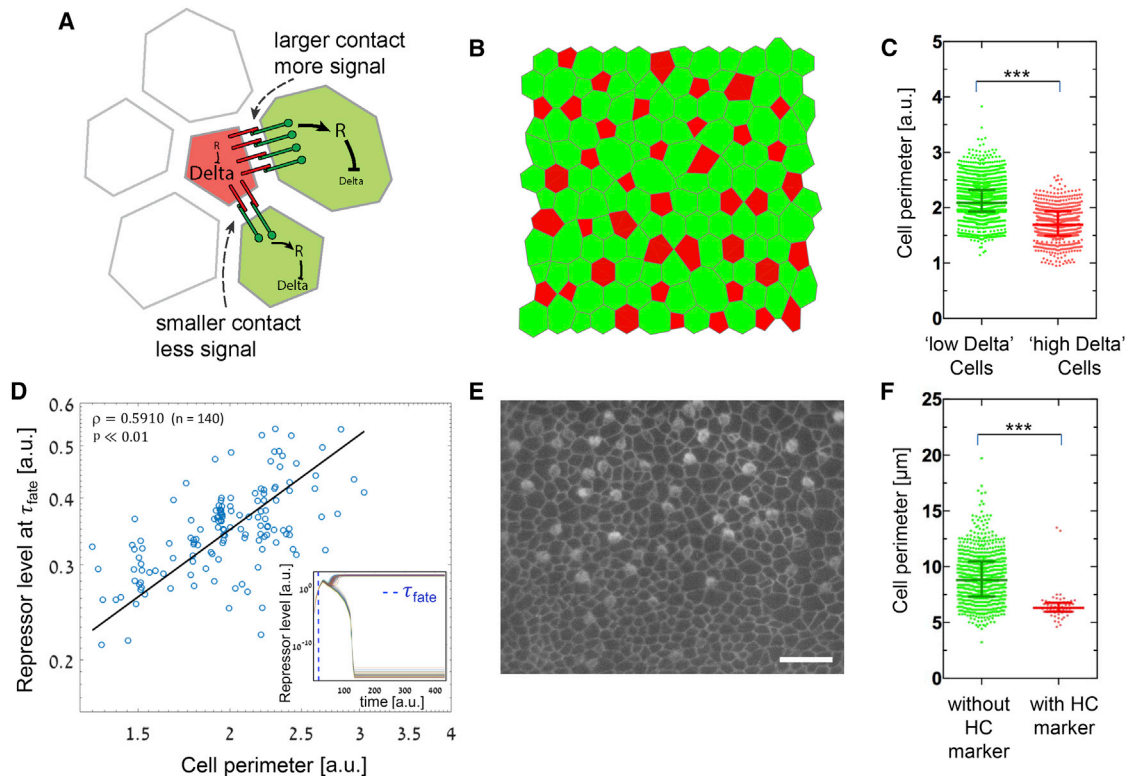 A
larger contact
more signal
R
Delta
R
Delta
R
Delta
smaller contact
less signal
B
C
Cell perimeter [a.u.]
5
4
3
2
1
0
***
'low Delta'
Cells
'high Delta'
Cells
D
Repressor level at τfate [a.u.]
0.6
0.5
0.4
0.3
0.2
ρ = 0.5910 (n = 140)
p ≪ 0.01
Repressor level [a.u.]
10^0
10^-10
τfate
100 200 300 400
time [a.u.]
1.5 2 2.5 3 3.5 4
Cell perimeter [a.u.]
E
F
Cell perimeter [μm]
25
20
15
10
5
0
***
without
HC
marker
with HC
marker